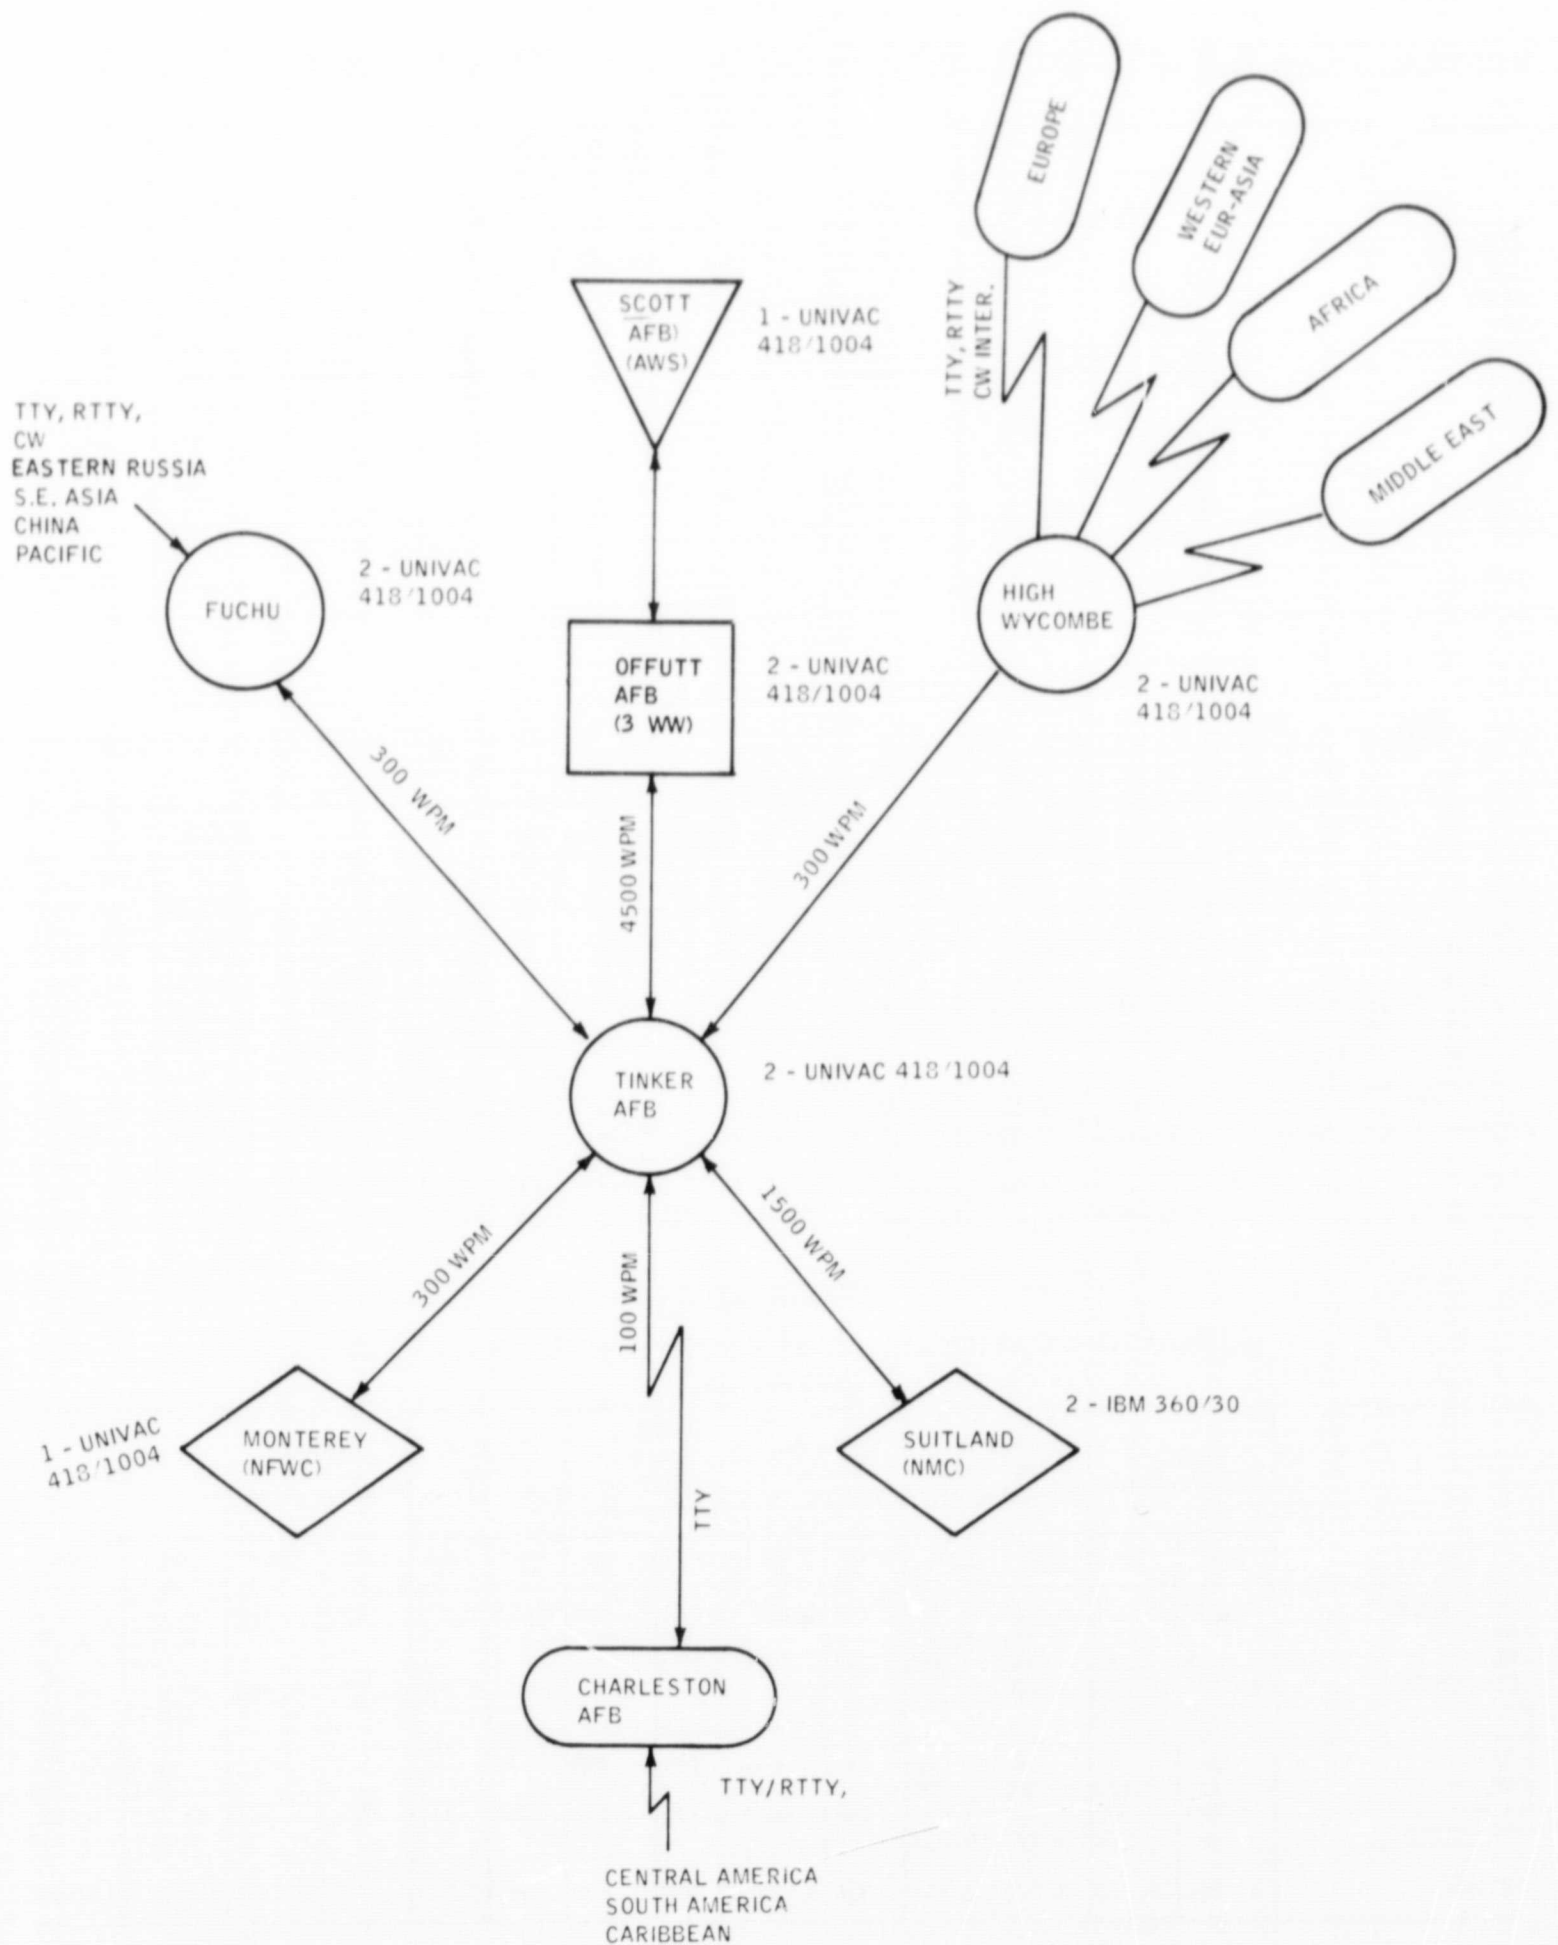 EUROPE
WESTERN
EUR-ASIA
AFRICA
MIDDLE EAST
TTY, RTTY
CW INTER.
SCOTT
AFB)
(AWS)
1 - UNIVAC
418/1004
TTY, RTTY,
CW
EASTERN RUSSIA
S.E. ASIA
CHINA
PACIFIC
FUCHU
2 - UNIVAC
418/1004
OFFUTT
AFB
(3 WW)
2 - UNIVAC
418/1004
HIGH
WYCOMBE
2 - UNIVAC
418/1004
300 WPM
4500 WPM
300 WPM
TINKER
AFB
2 - UNIVAC 418/1004
300 WPM
100 WPM
1500 WPM
1 - UNIVAC
418/1004
MONTEREY
(NFWC)
SUITLAND
(NMC)
2 - IBM 360/30
TTY
CHARLESTON
AFB
TTY/RTTY,
CENTRAL AMERICA
SOUTH AMERICA
CARIBBEAN